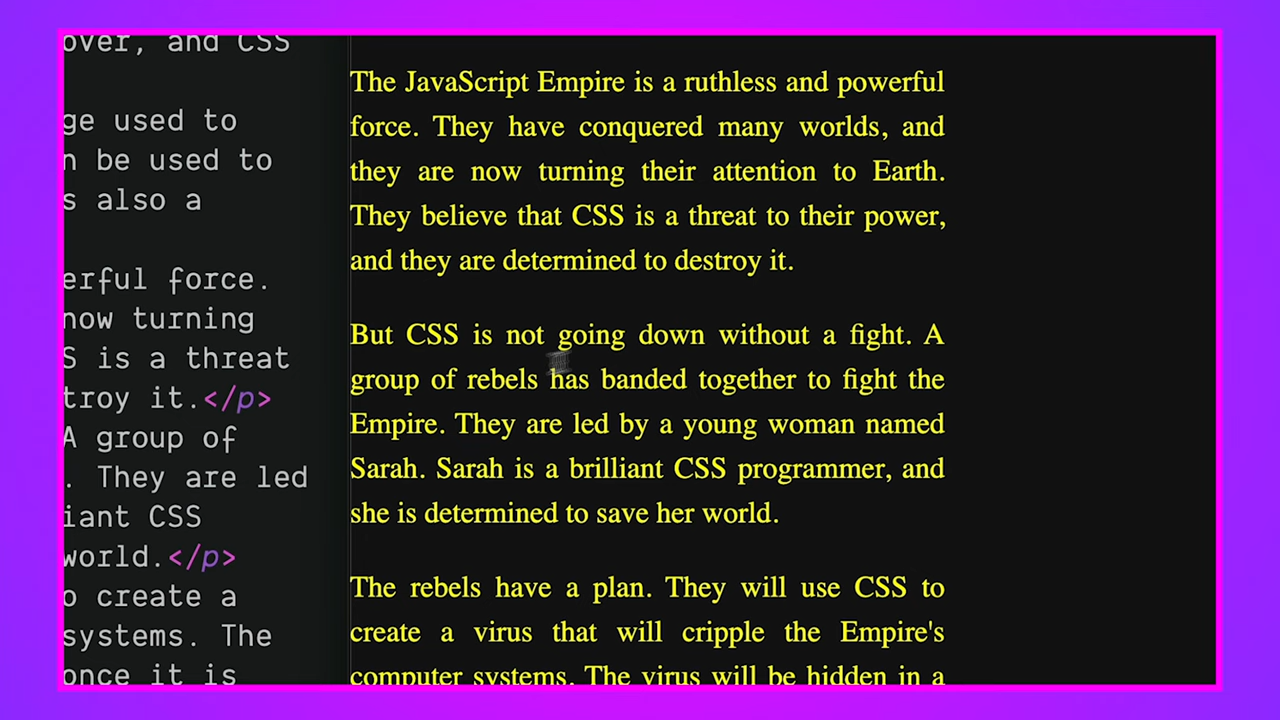 over, and CSS
ge used to
n be used to
s also a
erful force.
now turning
S is a threat
troy it.</p>
A group of
. They are led
iant CSS
world.</p>
o create a
systems. The
once it is
The JavaScript Empire is a ruthless and powerful
force. They have conquered many worlds, and
they are now turning their attention to Earth.
They believe that CSS is a threat to their power,
and they are determined to destroy it.
But CSS is not going down without a fight. A
group of rebels has banded together to fight the
Empire. They are led by a young woman named
Sarah. Sarah is a brilliant CSS programmer, and
she is determined to save her world.
The rebels have a plan. They will use CSS to
create a virus that will cripple the Empire's
computer systems. The virus will be hidden in a